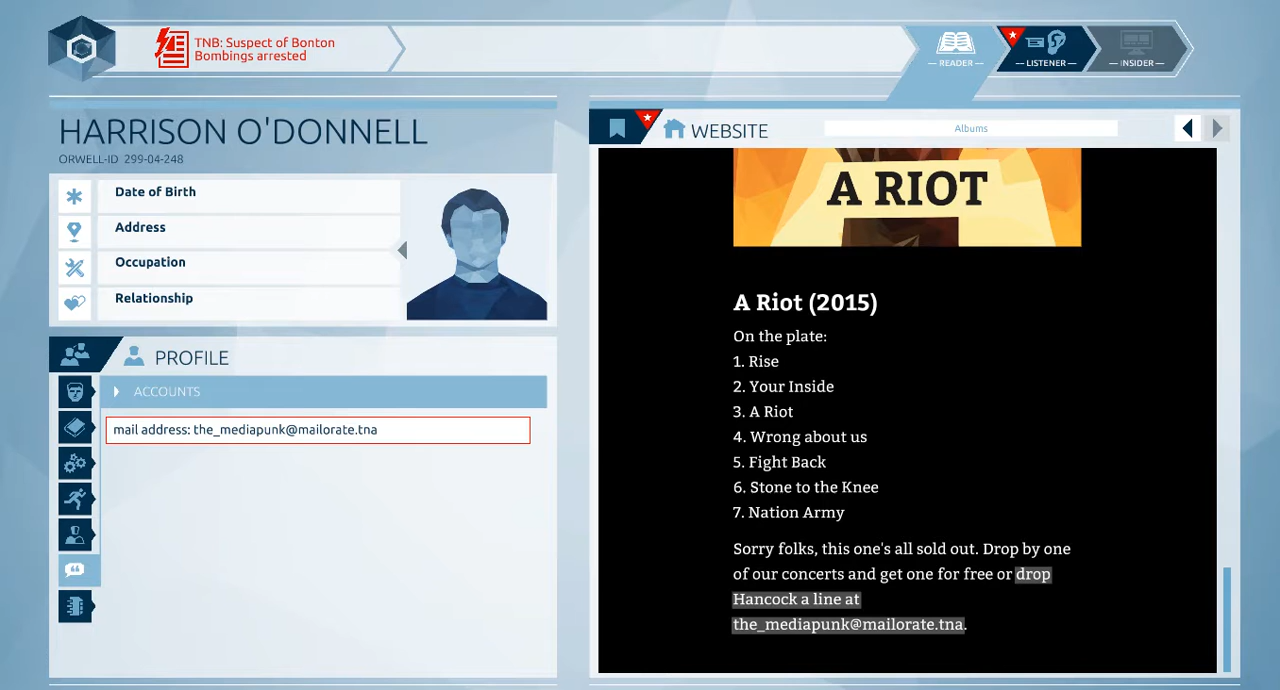 TNB: Suspect of Bonton
Bombings arrested
— READER —
— LISTENER —
— INSIDER —
HARRISON O'DONNELL
ORWELL-ID 299-04-248
Date of Birth
Address
Occupation
Relationship
PROFILE
ACCOUNTS
mail address: the_mediapunk@mailorate.tna
WEBSITE
Albums
A RIOT
A Riot (2015)
On the plate:
1. Rise
2. Your Inside
3. A Riot
4. Wrong about us
5. Fight Back
6. Stone to the Knee
7. Nation Army
Sorry folks, this one's all sold out. Drop by one
of our concerts and get one for free or drop
Hancock a line at
the_mediapunk@mailorate.tna.